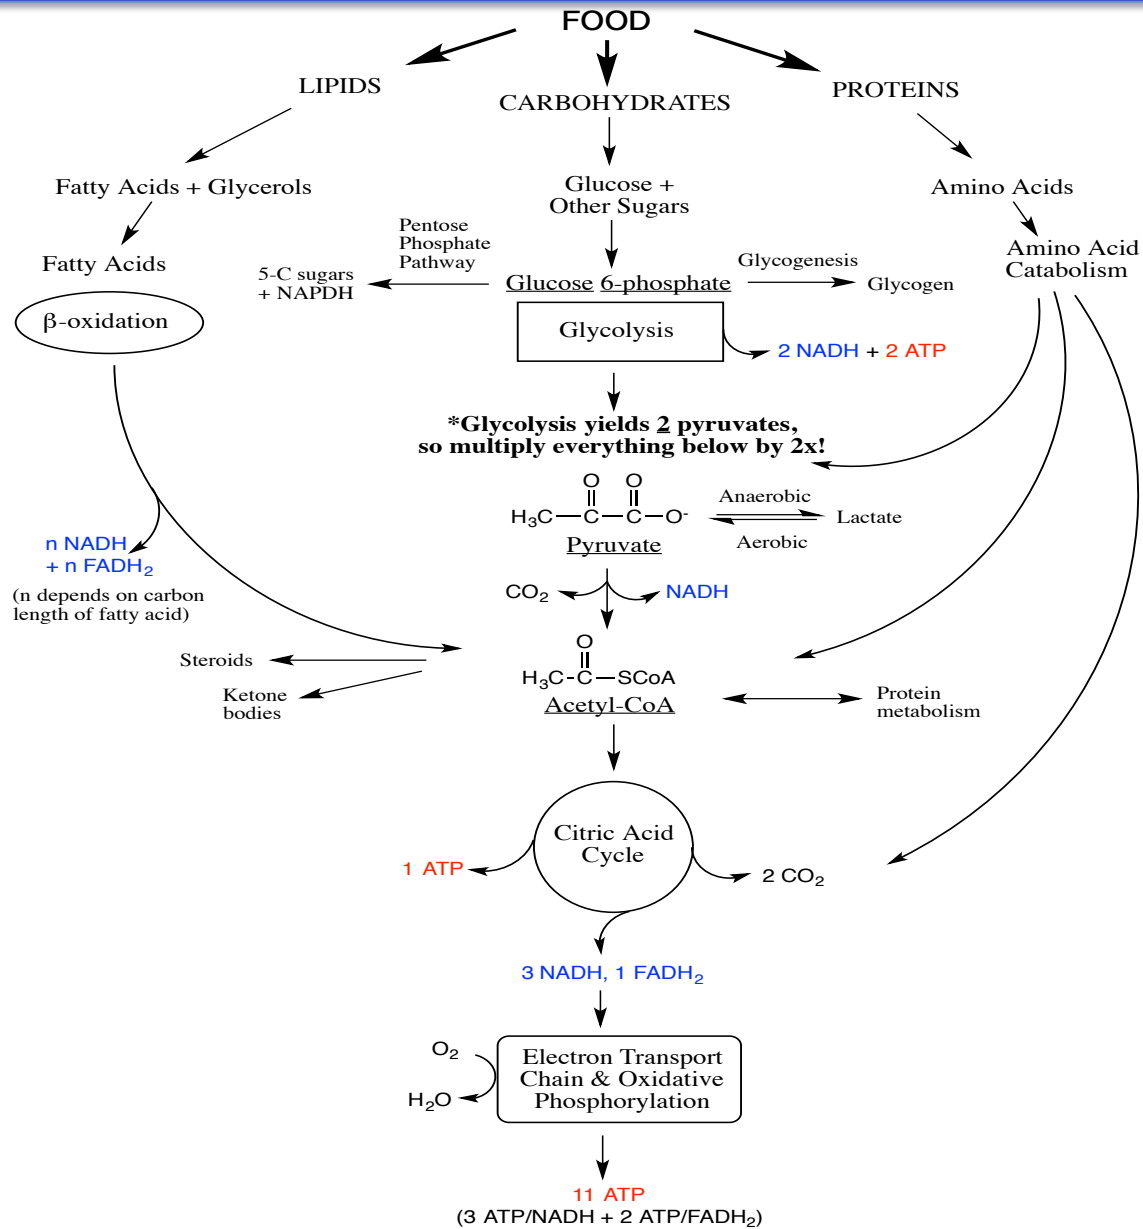 FOOD
LIPIDS
CARBOHYDRATES
PROTEINS
Fatty Acids + Glycerols
Glucose +
Other Sugars
Amino Acids
Fatty Acids
Pentose
Phosphate
Pathway
5-C sugars
+ NAPDH
Glucose 6-phosphate
Glycogenesis
Glycogen
Amino Acid
Catabolism
β-oxidation
Glycolysis
2 NADH + 2 ATP
*Glycolysis yields 2 pyruvates,
so multiply everything below by 2x!
O O
H₃C C C O-
Pyruvate
Anaerobic
Aerobic
Lactate
n NADH
+ n FADH₂
(n depends on carbon
length of fatty acid)
CO₂
NADH
Steroids
Ketone
bodies
O
H₃C C SCoA
Acetyl-CoA
Protein
metabolism
Citric Acid
Cycle
1 ATP
2 CO₂
3 NADH, 1 FADH₂
O₂
H₂O
Electron Transport
Chain & Oxidative
Phosphorylation
11 ATP
(3 ATP/NADH + 2 ATP/FADH₂)